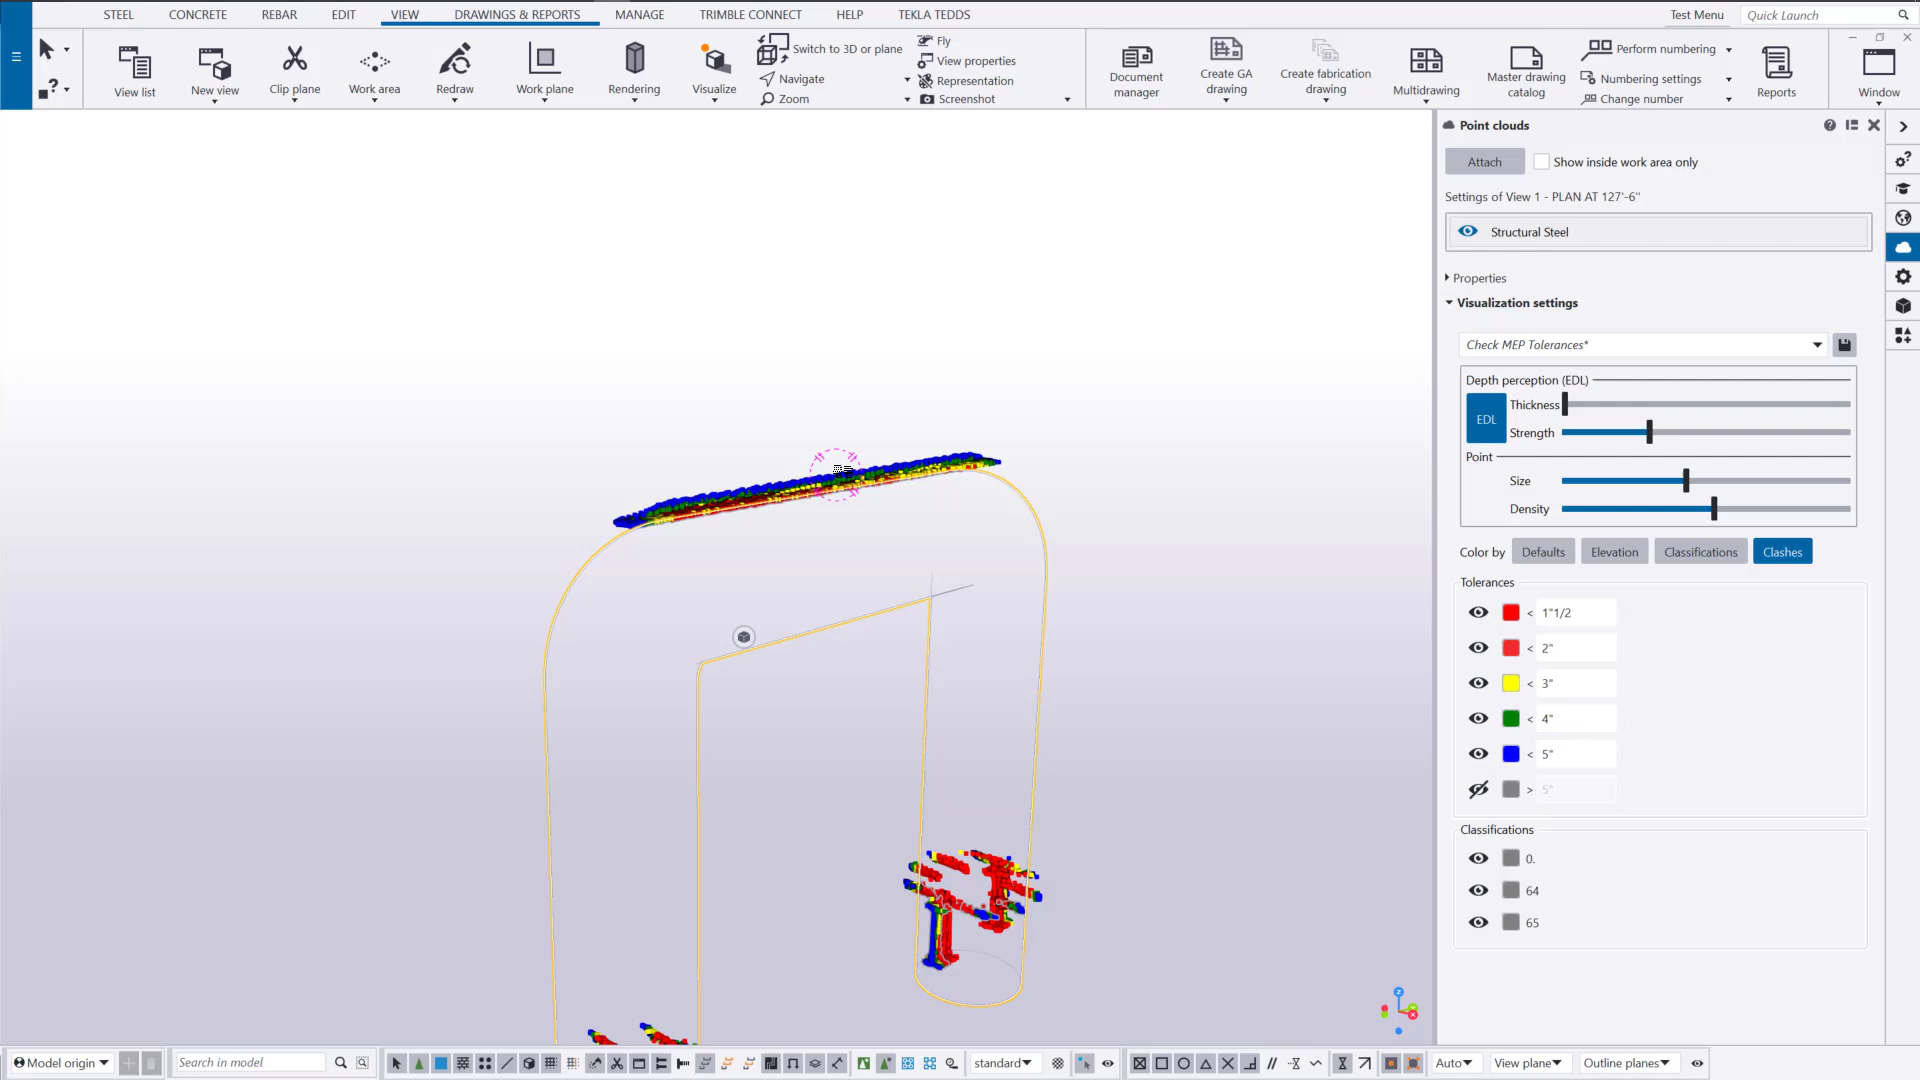 STEEL CONCRETE REBAR EDIT VIEW DRAWINGS & REPORTS MANAGE TRIMBLE CONNECT HELP TEKLA TEDDS Test Menu Quick Launch
View list
New view
Clip plane
Work area
Redraw
Work plane
Rendering
Visualize
Switch to 3D or plane
Navigate
Zoom
Fly
View properties
Representation
Screenshot
Document
manager
Create GA
drawing
Create fabrication
drawing
Multidrawing
Master drawing
catalog
Perform numbering
Numbering settings
Change number
Reports
Window
Point clouds
Attach Show inside work area only
Settings of View 1 - PLAN AT 127'-6"
Structural Steel
Properties
Visualization settings
Check MEP Tolerances*
Depth perception (EDL)
EDL
Thickness
Strength
Point
Size
Density
Color by Defaults Elevation Classifications Clashes
Tolerances
< 1"1/2
< 2"
< 3"
< 4"
< 5"
> 5"
Classifications
0.
64
65
Model origin Search in model standard Auto View plane Outline planes